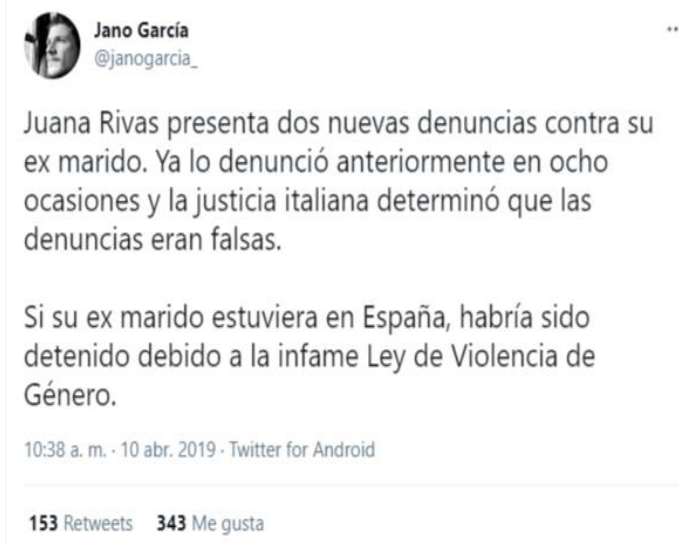 Jano García
@janogarcia_
Juana Rivas presenta dos nuevas denuncias contra su
ex marido. Ya lo denunció anteriormente en ocho
ocasiones y la justicia italiana determinó que las
denuncias eran falsas.
Si su ex marido estuviera en España, habría sido
detenido debido a la infame Ley de Violencia de
Género.
10:38 a. m. · 10 abr. 2019 · Twitter for Android
153 Retweets 343 Me gusta